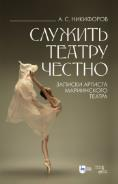 А. С. НИКИФОРОВ
СЛУЖИТЬ
ТЕАТРУ
ЧЕСТНО
ЗАПИСКИ АРТИСТА
МАРИИНСКОГО
ТЕАТРА